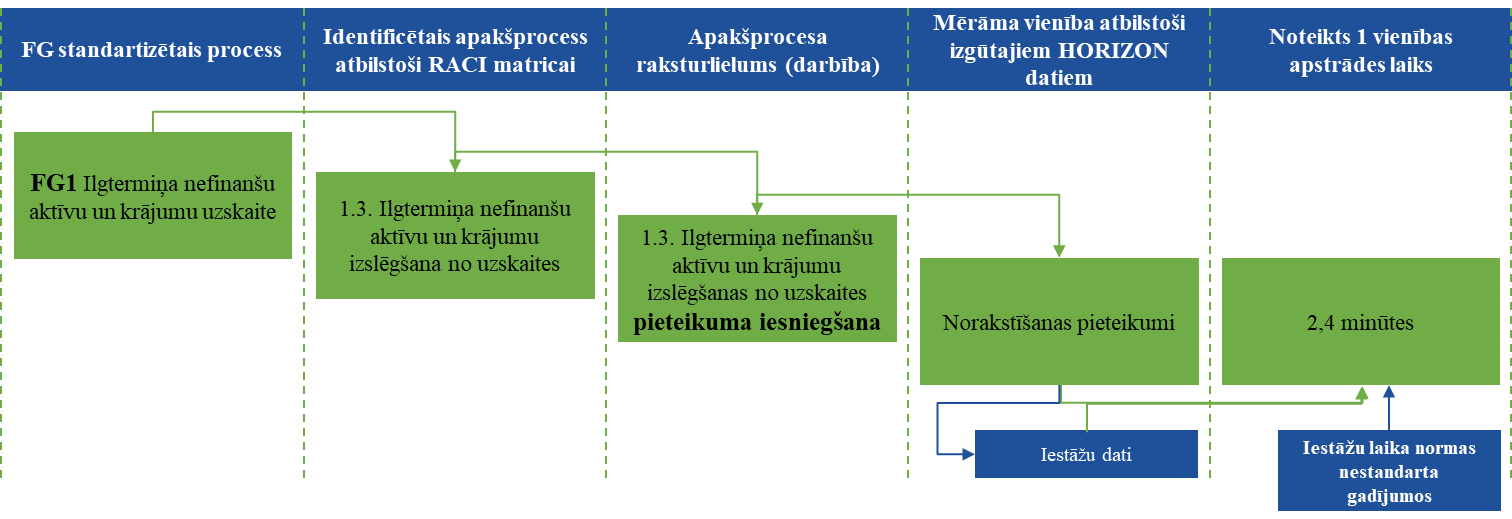 FG standartizētais process
Identificētais apakšprocess
atbilstoši RACI matricai
Apakšprocesa
raksturlielums (darbība)
Mērāma vienība atbilstoši
izgūtajiem HORIZON
datiem
Noteikts 1 vienības
apstrādes laiks
FG1 Ilgtermiņa nefinanšu
aktīvu un krājumu uzskaite
1.3. Ilgtermiņa nefinanšu
aktīvu un krājumu
izslēgšana no uzskaites
1.3. Ilgtermiņa nefinanšu
aktīvu un krājumu
izslēgšanas no uzskaites
pieteikuma iesniegšana
Norakstīšanas pieteikumi
2,4 minūtes
Iestāžu dati
Iestāžu laika normas
nestandarta
gadījumos